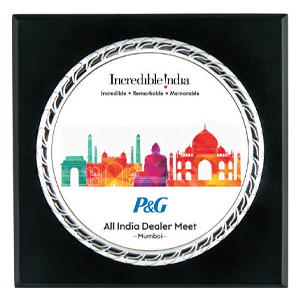 Incredible!ndia
Incredible • Remarkable • Memorable
P&G
All India Dealer Meet
– Mumbai –